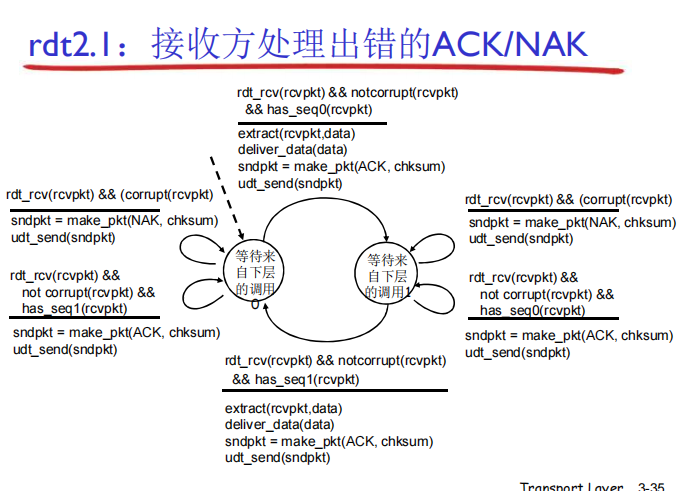 rdt2.1：接收方处理出错的ACK/NAK
rdt_rcv(rcvpkt) && notcorrupt(rcvpkt)
&& has_seq0(rcvpkt)
extract(rcvpkt,data)
deliver_data(data)
sndpkt = make_pkt(ACK, chksum)
udt_send(sndpkt)
rdt_rcv(rcvpkt) && (corrupt(rcvpkt)
sndpkt = make_pkt(NAK, chksum)
udt_send(sndpkt)
rdt_rcv(rcvpkt) &&
not corrupt(rcvpkt) &&
has_seq1(rcvpkt)
sndpkt = make_pkt(ACK, chksum)
udt_send(sndpkt)
等待来
自下层
的调用
0
等待来
自下层
的调用1
rdt_rcv(rcvpkt) && (corrupt(rcvpkt)
sndpkt = make_pkt(NAK, chksum)
udt_send(sndpkt)
rdt_rcv(rcvpkt) &&
not corrupt(rcvpkt) &&
has_seq0(rcvpkt)
sndpkt = make_pkt(ACK, chksum)
udt_send(sndpkt)
rdt_rcv(rcvpkt) && notcorrupt(rcvpkt)
&& has_seq1(rcvpkt)
extract(rcvpkt,data)
deliver_data(data)
sndpkt = make_pkt(ACK, chksum)
udt_send(sndpkt)
Transport Layer 3-35